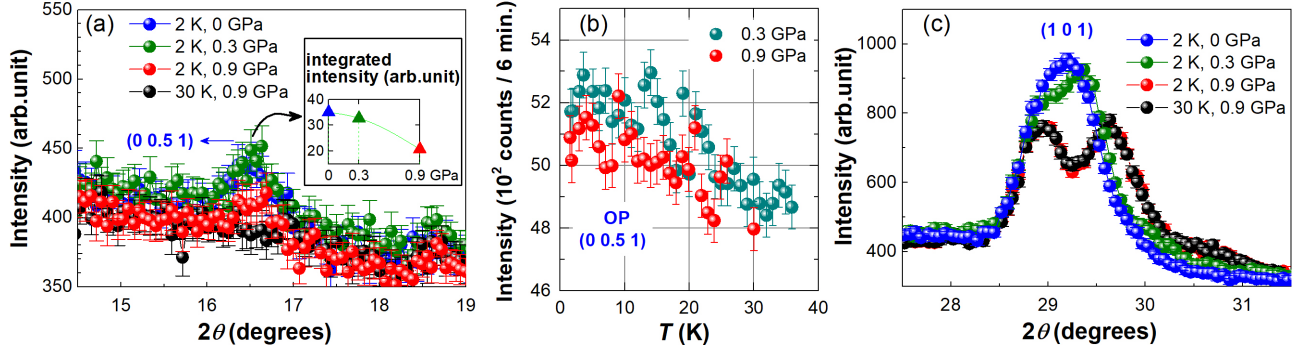 (a)
2 K, 0 GPa
2 K, 0.3 GPa
2 K, 0.9 GPa
30 K, 0.9 GPa
integrated
intensity (arb.unit)
40
30
20
0
0.3
0.9 GPa
(0 0.5 1)
550
500
450
400
350
Intensity (arb.unit)
15
16
17
18
19
2θ (degrees)
(b)
0.3 GPa
0.9 GPa
54
52
50
48
46
Intensity (10² counts / 6 min.)
OP
(0 0.5 1)
0
10
20
30
40
T (K)
(c)
(1 0 1)
2 K, 0 GPa
2 K, 0.3 GPa
2 K, 0.9 GPa
30 K, 0.9 GPa
1000
800
600
400
Intensity (arb.unit)
28
29
30
31
2θ (degrees)